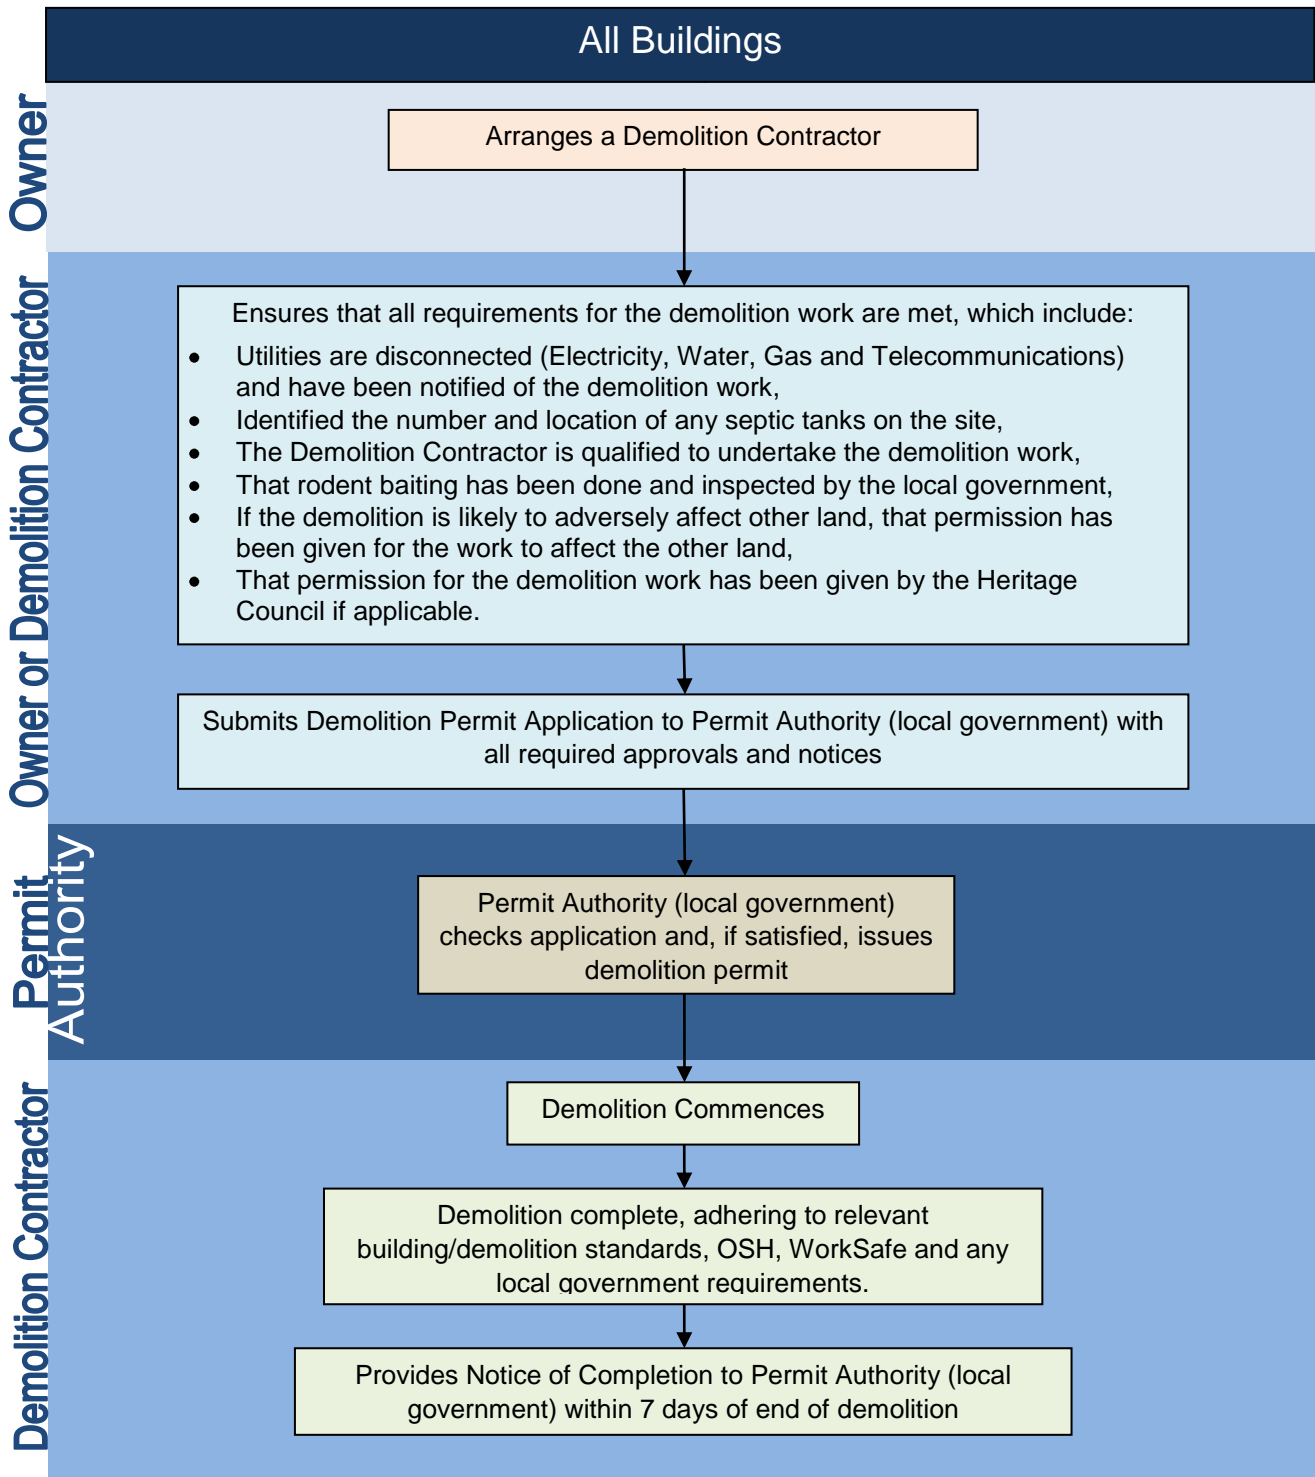 All Buildings
Owner
Arranges a Demolition Contractor
Owner or Demolition Contractor
Ensures that all requirements for the demolition work are met, which include:
• Utilities are disconnected (Electricity, Water, Gas and Telecommunications)
and have been notified of the demolition work,
• Identified the number and location of any septic tanks on the site,
• The Demolition Contractor is qualified to undertake the demolition work,
• That rodent baiting has been done and inspected by the local government,
• If the demolition is likely to adversely affect other land, that permission has
been given for the work to affect the other land,
• That permission for the demolition work has been given by the Heritage
Council if applicable.
Submits Demolition Permit Application to Permit Authority (local government) with
all required approvals and notices
Permit
Authority
Permit Authority (local government)
checks application and, if satisfied, issues
demolition permit
Demolition Contractor
Demolition Commences
Demolition complete, adhering to relevant
building/demolition standards, OSH, WorkSafe and any
local government requirements.
Provides Notice of Completion to Permit Authority (local
government) within 7 days of end of demolition